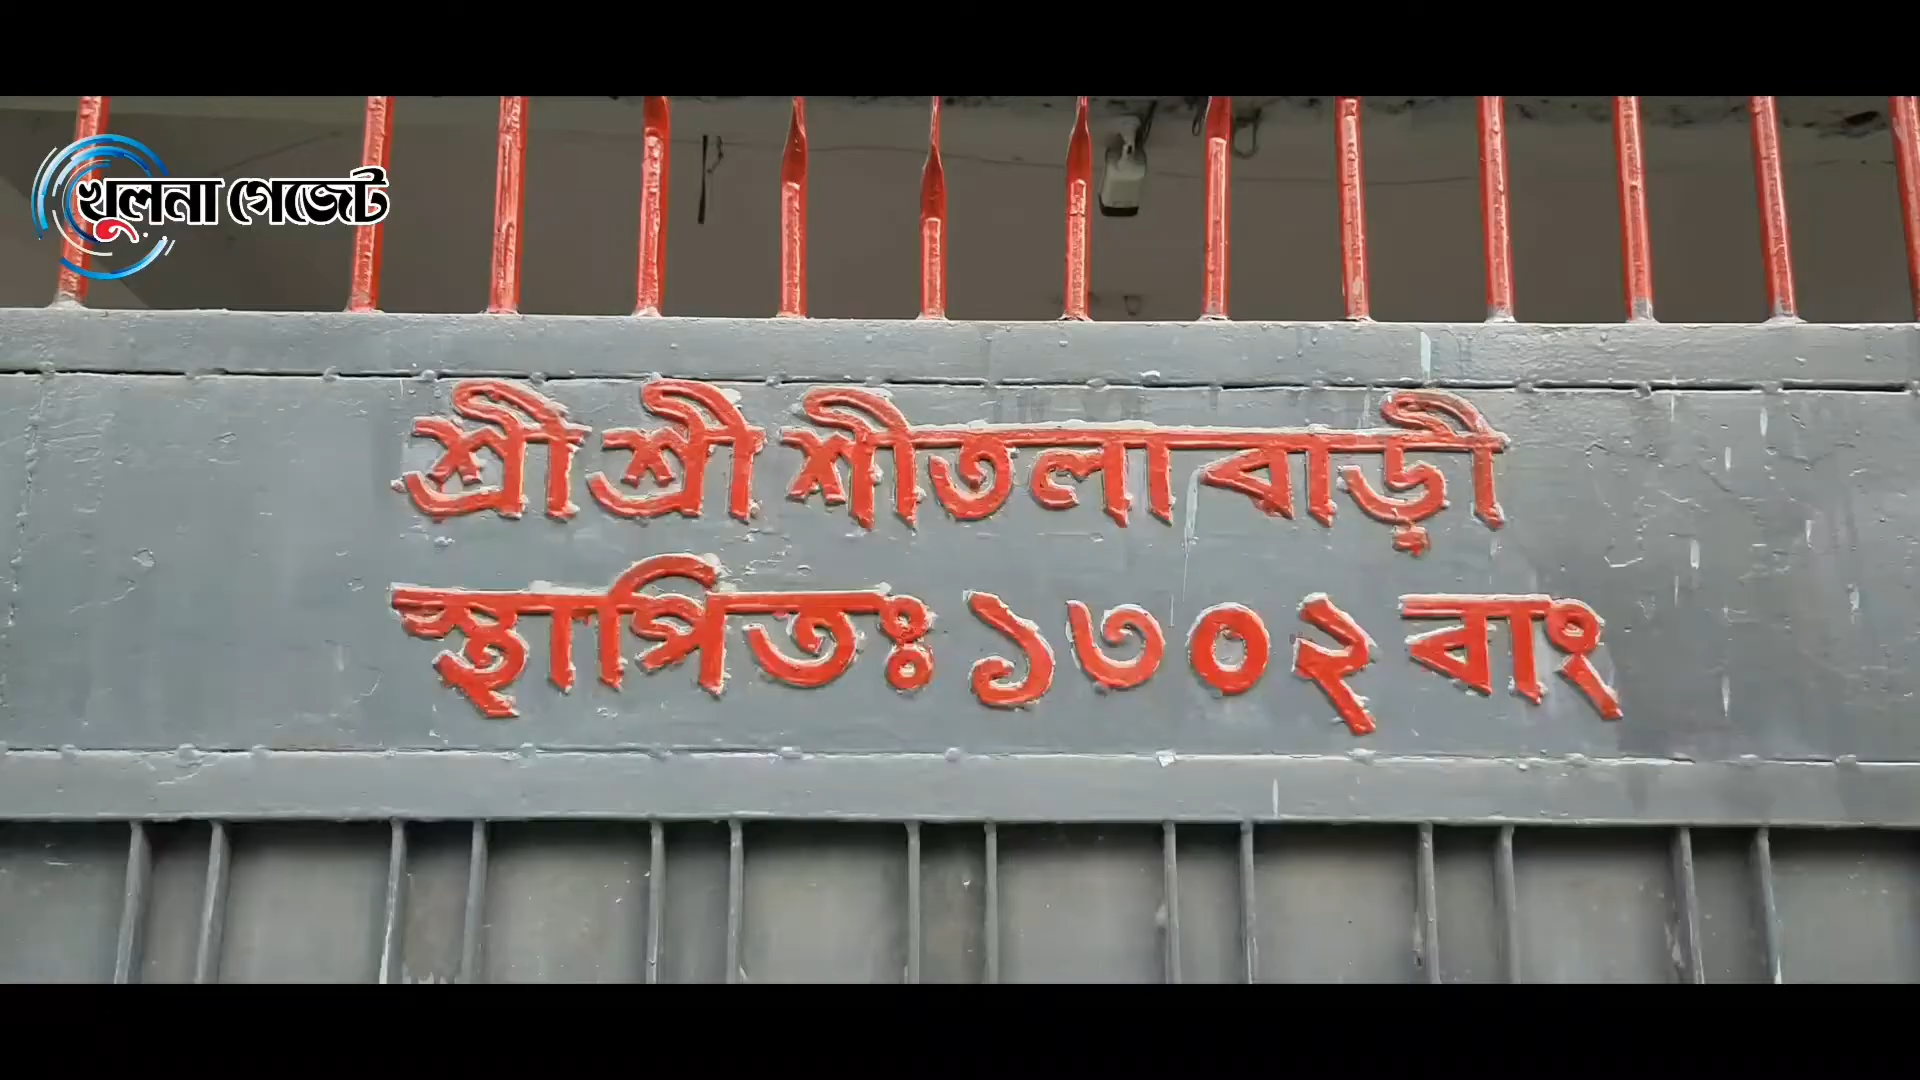 খুলনা গেজেট
শ্রী শ্রী শীতলা বাড়ী
স্থাপিতঃ ১৩০২ বাং